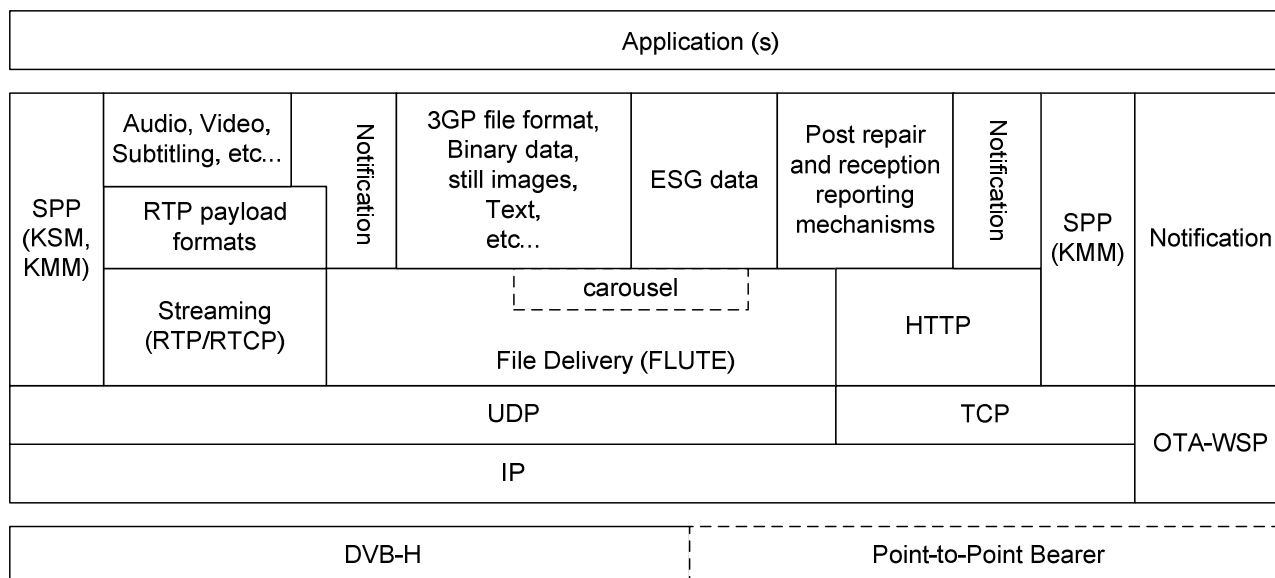 Application (s)
SPP
(KSM,
KMM)
Audio, Video,
Subtitling, etc...
RTP payload
formats
Streaming
(RTP/RTCP)
Notification
3GP file format,
Binary data,
still images,
Text,
etc...
ESG data
Post repair
and reception
reporting
mechanisms
Notification
SPP
(KMM)
Notification
carousel
File Delivery (FLUTE)
HTTP
UDP
TCP
OTA-WSP
IP
DVB-H
Point-to-Point Bearer